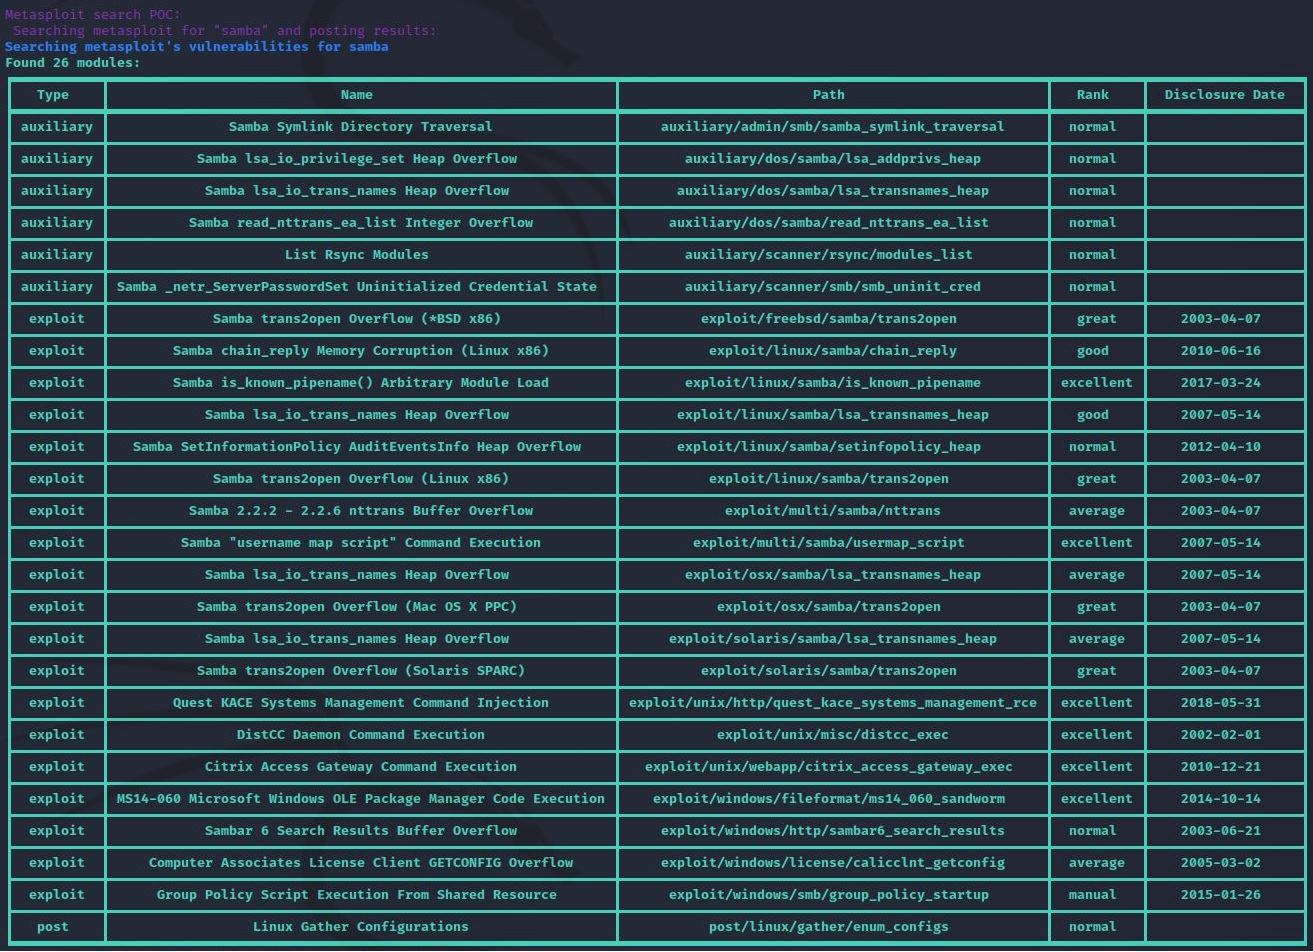 Metasploit search POC:
Searching metasploit for "samba" and posting results:
Searching metasploit's vulnerabilities for samba
Found 26 modules:
Type Name Path Rank Disclosure Date
auxiliary Samba Symlink Directory Traversal auxiliary/admin/smb/samba_symlink_traversal normal
auxiliary Samba lsa_io_privilege_set Heap Overflow auxiliary/dos/samba/lsa_addprivs_heap normal
auxiliary Samba lsa_io_trans_names Heap Overflow auxiliary/dos/samba/lsa_transnames_heap normal
auxiliary Samba read_nttrans_ea_list Integer Overflow auxiliary/dos/samba/read_nttrans_ea_list normal
auxiliary List Rsync Modules auxiliary/scanner/rsync/modules_list normal
auxiliary Samba _netr_ServerPasswordSet Uninitialized Credential State auxiliary/scanner/smb/smb_uninit_cred normal
exploit Samba trans2open Overflow (*BSD x86) exploit/freebsd/samba/trans2open great 2003-04-07
exploit Samba chain_reply Memory Corruption (Linux x86) exploit/linux/samba/chain_reply good 2010-06-16
exploit Samba is_known_pipename() Arbitrary Module Load exploit/linux/samba/is_known_pipename excellent 2017-03-24
exploit Samba lsa_io_trans_names Heap Overflow exploit/linux/samba/lsa_transnames_heap good 2007-05-14
exploit Samba SetInformationPolicy AuditEventsInfo Heap Overflow exploit/linux/samba/setinfopolicy_heap normal 2012-04-10
exploit Samba trans2open Overflow (Linux x86) exploit/linux/samba/trans2open great 2003-04-07
exploit Samba 2.2.2 - 2.2.6 nttrans Buffer Overflow exploit/multi/samba/nttrans average 2003-04-07
exploit Samba "username map script" Command Execution exploit/multi/samba/usermap_script excellent 2007-05-14
exploit Samba lsa_io_trans_names Heap Overflow exploit/osx/samba/lsa_transnames_heap average 2007-05-14
exploit Samba trans2open Overflow (Mac OS X PPC) exploit/osx/samba/trans2open great 2003-04-07
exploit Samba lsa_io_trans_names Heap Overflow exploit/solaris/samba/lsa_transnames_heap average 2007-05-14
exploit Samba trans2open Overflow (Solaris SPARC) exploit/solaris/samba/trans2open great 2003-04-07
exploit Quest KACE Systems Management Command Injection exploit/unix/http/quest_kace_systems_management_rce excellent 2018-05-31
exploit DistCC Daemon Command Execution exploit/unix/misc/distcc_exec excellent 2002-02-01
exploit Citrix Access Gateway Command Execution exploit/unix/webapp/citrix_access_gateway_exec excellent 2010-12-21
exploit MS14-060 Microsoft Windows OLE Package Manager Code Execution exploit/windows/fileformat/ms14_060_sandworm excellent 2014-10-14
exploit Sambar 6 Search Results Buffer Overflow exploit/windows/http/sambar6_search_results normal 2003-06-21
exploit Computer Associates License Client GETCONFIG Overflow exploit/windows/license/calicclnt_getconfig average 2005-03-02
exploit Group Policy Script Execution From Shared Resource exploit/windows/smb/group_policy_startup manual 2015-01-26
post Linux Gather Configurations post/linux/gather/enum_configs normal